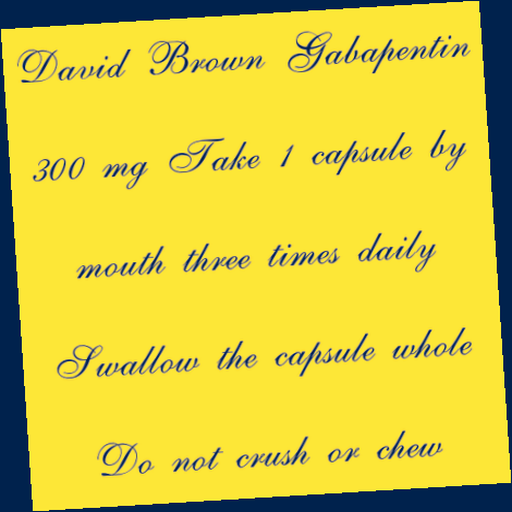 David Brown Gabapentin
300 mg Take 1 capsule by
mouth three times daily
Swallow the capsule whole
Do not crush or chew